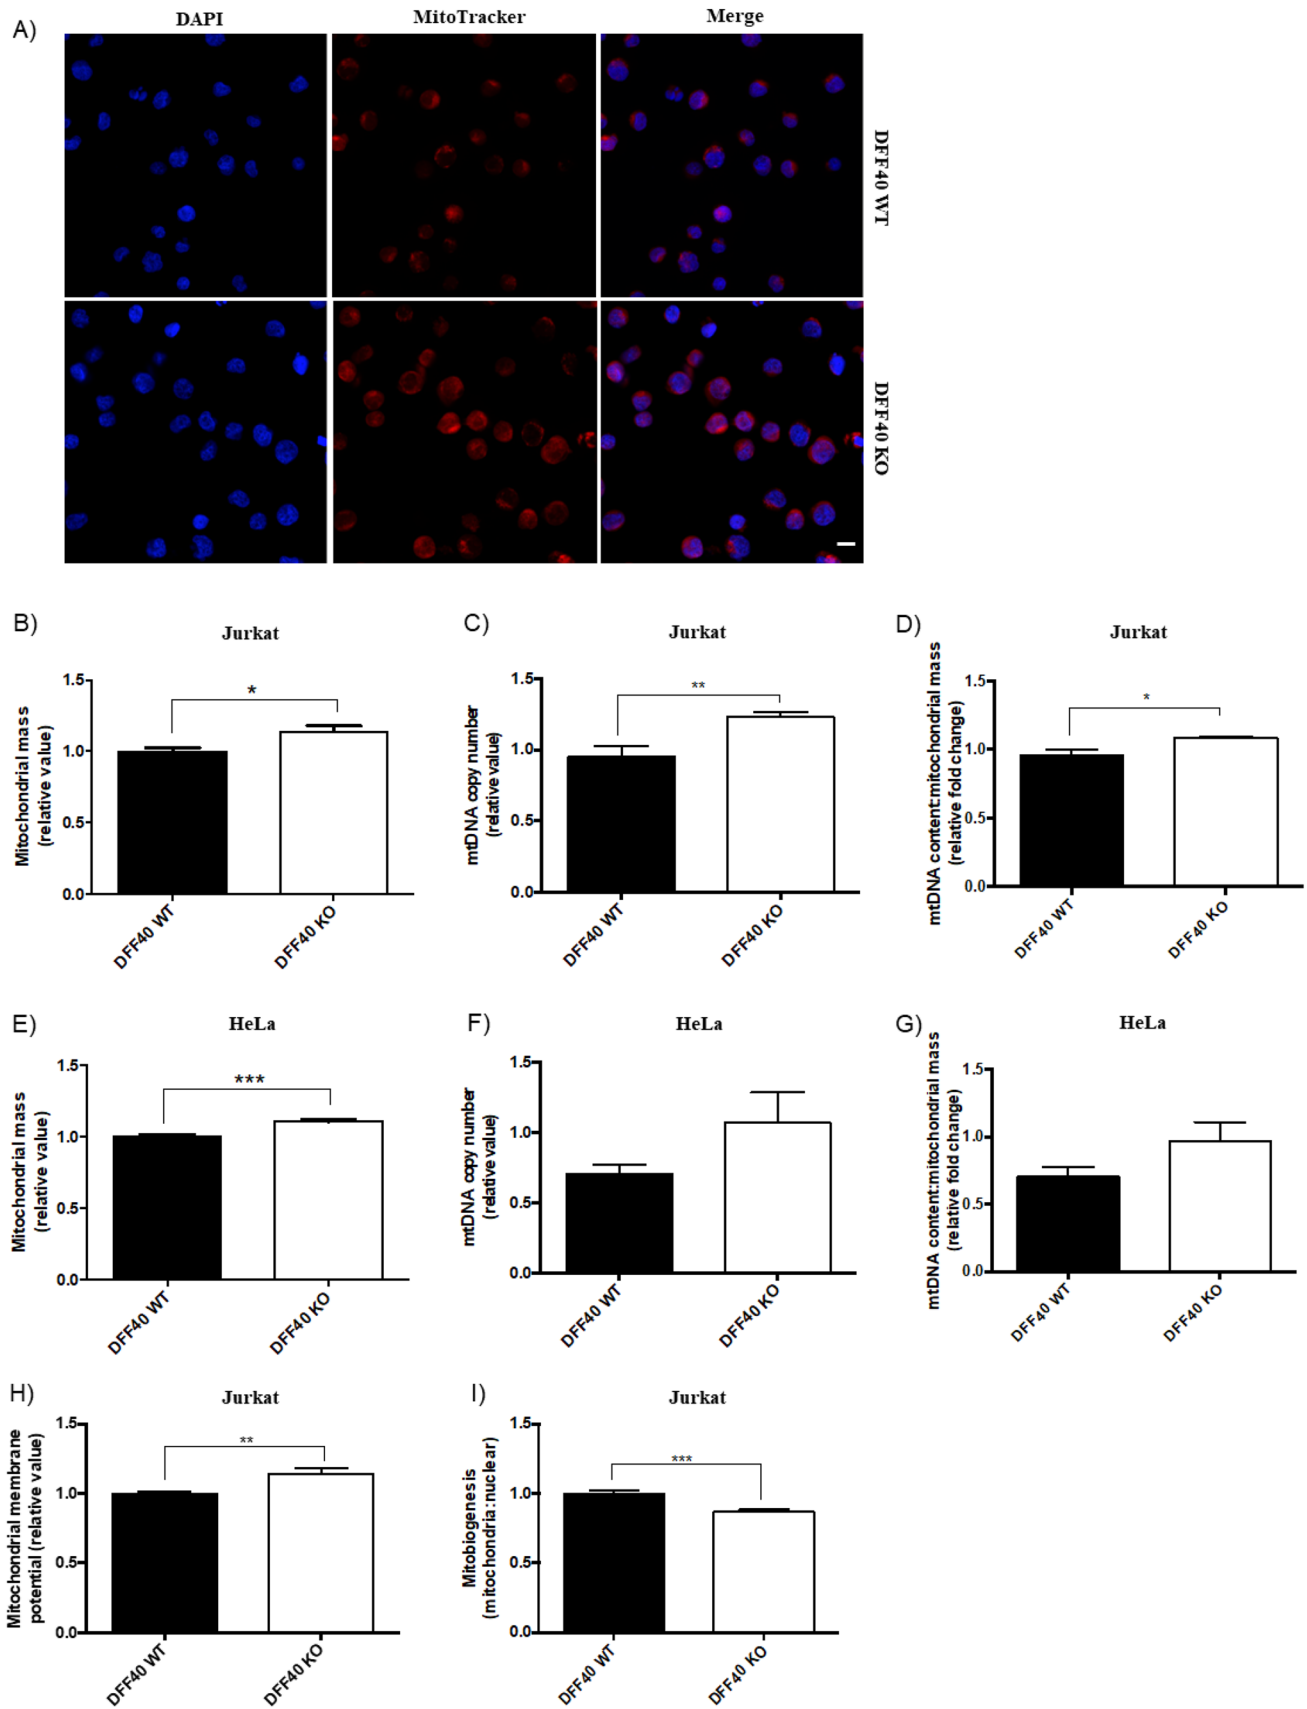 A)
DAPI
MitoTracker
Merge
DFF40 WT
DFF40 KO
B)
Jurkat
Mitochondrial mass
(relative value)
1.5
1.0
0.5
0.0
*
DFF40 WT
DFF40 KO
C)
Jurkat
mtDNA copy number
(relative value)
1.5
1.0
0.5
0.0
**
DFF40 WT
DFF40 KO
D)
Jurkat
mtDNA content:mitochondrial mass
(relative fold change)
1.5
1.0
0.5
0.0
*
DFF40 WT
DFF40 KO
E)
HeLa
Mitochondrial mass
(relative value)
1.5
1.0
0.5
0.0
***
DFF40 WT
DFF40 KO
F)
HeLa
mtDNA copy number
(relative value)
1.5
1.0
0.5
0.0
DFF40 WT
DFF40 KO
G)
HeLa
mtDNA content:mitochondrial mass
(relative fold change)
1.5
1.0
0.5
0.0
DFF40 WT
DFF40 KO
H)
Jurkat
Mitochondrial membrane
potential (relative value)
1.5
1.0
0.5
0.0
**
DFF40 WT
DFF40 KO
I)
Jurkat
Mitobiogenesis
(mitochondria:nuclear)
1.5
1.0
0.5
0.0
***
DFF40 WT
DFF40 KO